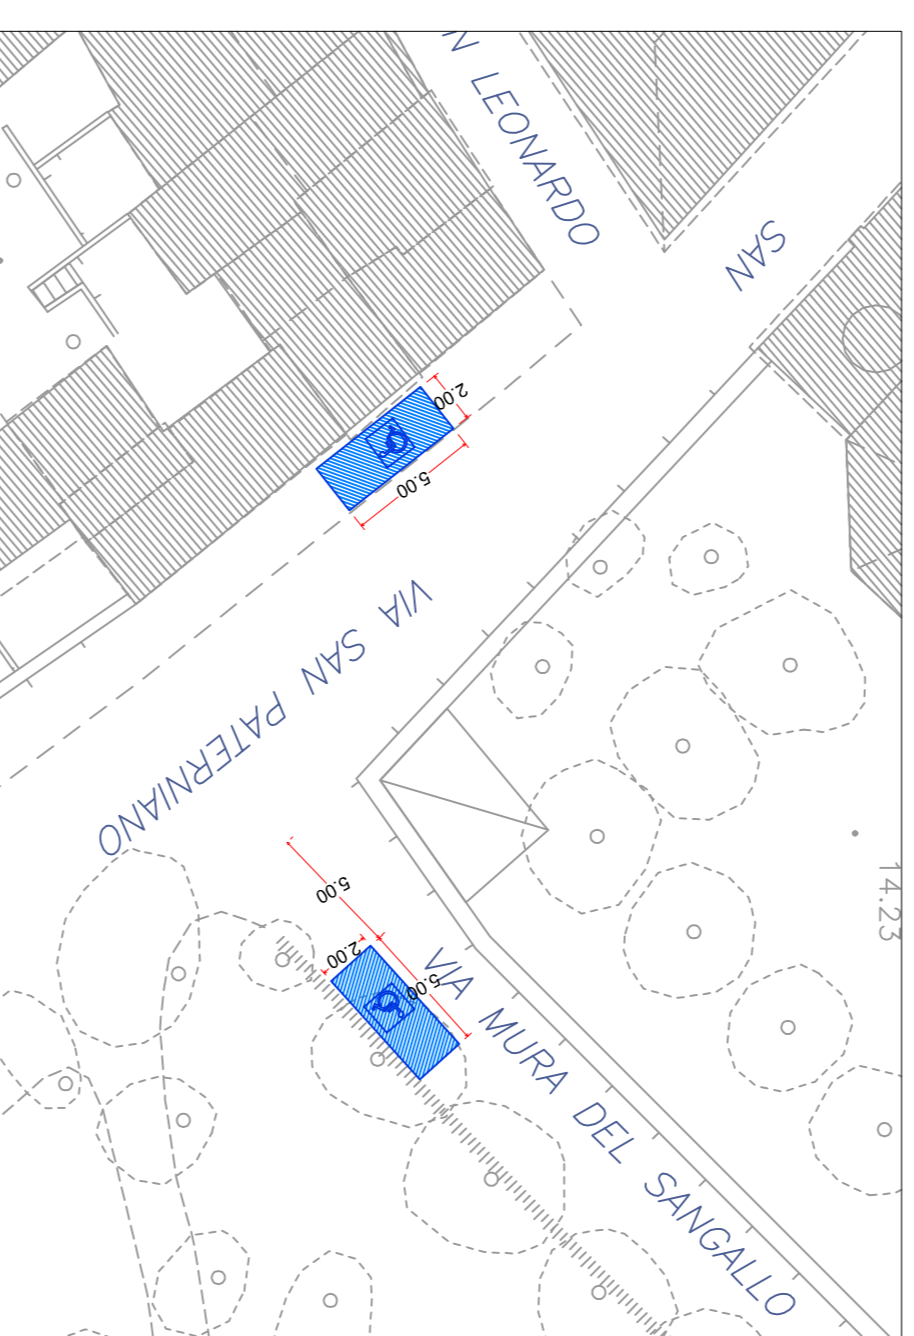 N LEONARDO
SAN
2.00
5.00
VIA SAN PATERNIANO
5.00
2.00
5.00
VIA MURA DEL SANGALLO
14.23